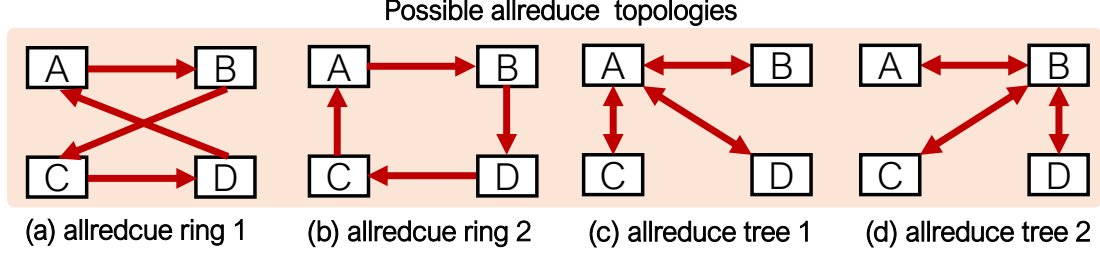 Possible allreduce topologies
A B A B A B A B
C D C D C D C D
(a) allredcue ring 1 (b) allredcue ring 2 (c) allreduce tree 1 (d) allreduce tree 2